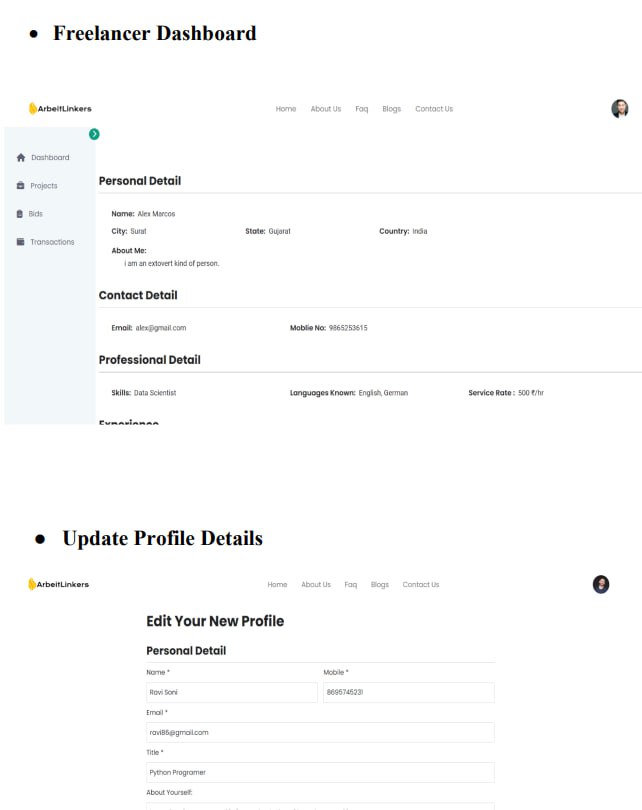 • Freelancer Dashboard
ArbeitLinkers Home About Us Faq Blogs Contact Us
Dashboard
Projects
Bids
Transactions
Personal Detail
Name: Alex Marcos
City: Surat State: Gujarat Country: India
About Me:
i am an extovert kind of person.
Contact Detail
Email: alex@gmail.com Moblie No: 9865253615
Professional Detail
Skills: Data Scientist Languages Known: English, German Service Rate : 500 ₹/hr
Experience
• Update Profile Details
ArbeitLinkers Home About Us Faq Blogs Contact Us
Edit Your New Profile
Personal Detail
Name * Mobile *
Ravi Soni 8695745231
Email *
ravi86@gmail.com
Title *
Python Programer
About Yourself: